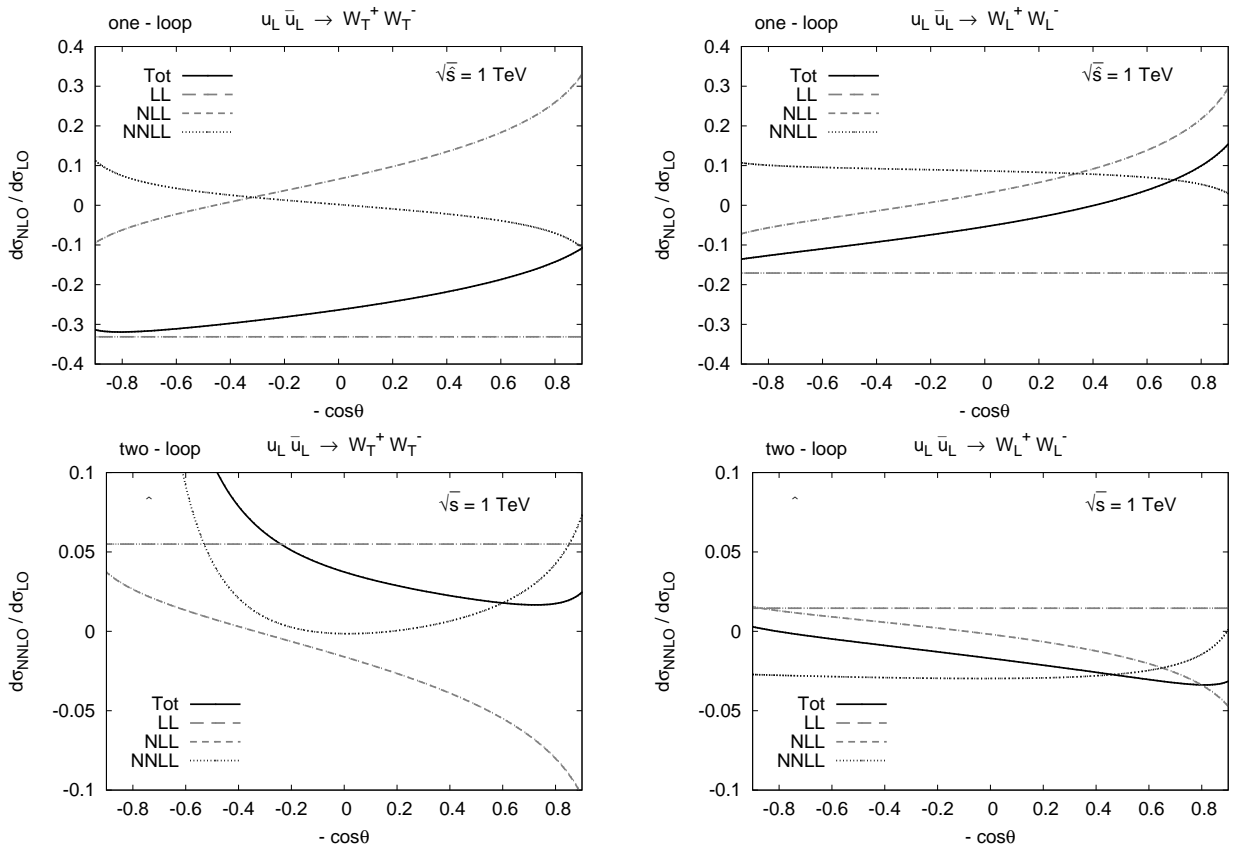 one - loop u_L ū_L → W_T^+ W_T^-
√ŝ = 1 TeV
Tot
LL
NLL
NNLL
0.4
0.3
0.2
0.1
0
-0.1
-0.2
-0.3
-0.4
dσ_NLO / dσ_LO
-0.8 -0.6 -0.4 -0.2 0 0.2 0.4 0.6 0.8
- cosθ
one - loop u_L ū_L → W_L^+ W_L^-
√ŝ = 1 TeV
Tot
LL
NLL
NNLL
0.4
0.3
0.2
0.1
0
-0.1
-0.2
-0.3
-0.4
dσ_NLO / dσ_LO
-0.8 -0.6 -0.4 -0.2 0 0.2 0.4 0.6 0.8
- cosθ
two - loop u_L ū_L → W_T^+ W_T^-
ˆ √s = 1 TeV
0.1
0.05
0
-0.05
-0.1
dσ_NNLO / dσ_LO
Tot
LL
NLL
NNLL
-0.8 -0.6 -0.4 -0.2 0 0.2 0.4 0.6 0.8
- cosθ
two - loop u_L ū_L → W_L^+ W_L^-
ˆ √s = 1 TeV
0.1
0.05
0
-0.05
-0.1
dσ_NNLO / dσ_LO
Tot
LL
NLL
NNLL
-0.8 -0.6 -0.4 -0.2 0 0.2 0.4 0.6 0.8
- cosθ